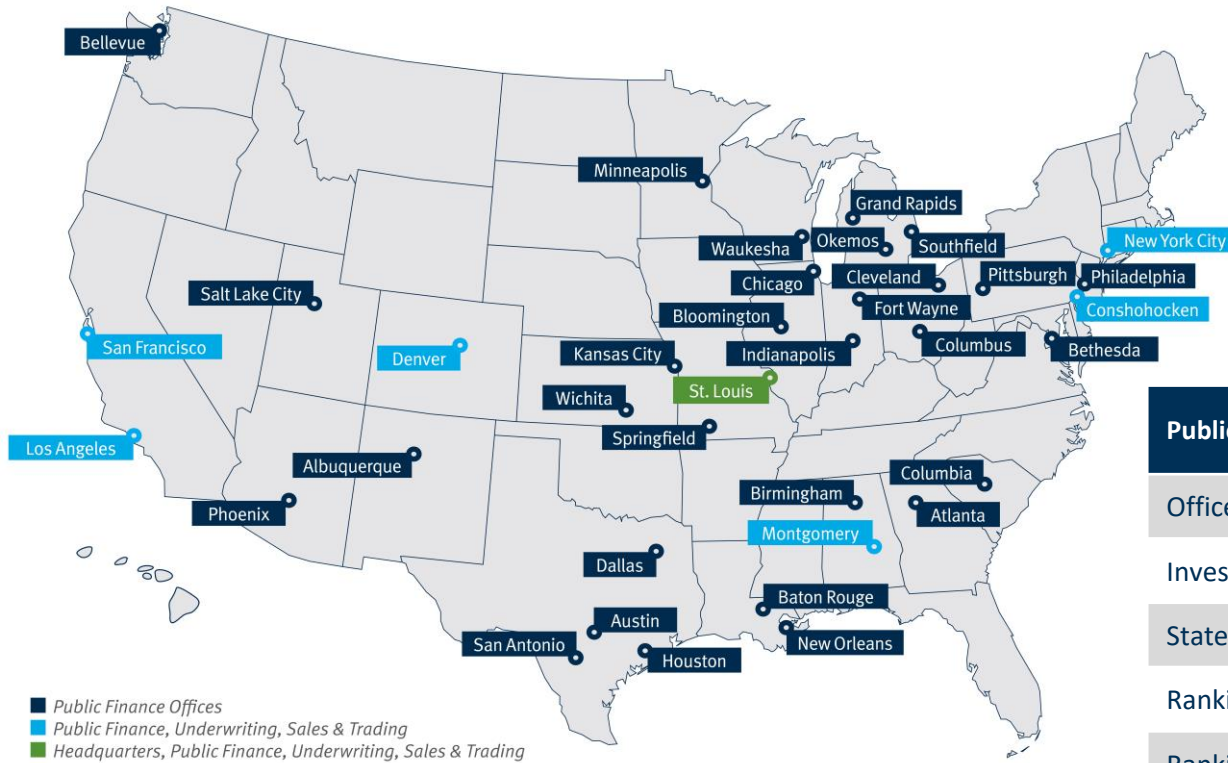 Bellevue
Minneapolis
Grand Rapids
Waukesha
Okemos
Southfield
New York City
Chicago
Cleveland
Pittsburgh
Philadelphia
Salt Lake City
Bloomington
Fort Wayne
Conshohocken
San Francisco
Denver
Kansas City
Indianapolis
Columbus
Bethesda
St. Louis
Wichita
Springfield
Los Angeles
Albuquerque
Columbia
Phoenix
Birmingham
Atlanta
Montgomery
Dallas
Baton Rouge
Austin
New Orleans
San Antonio
Houston
Public Finance Offices
Public Finance, Underwriting, Sales & Trading
Headquarters, Public Finance, Underwriting, Sales & Trading
Public
Office
Inves
State
Ranki